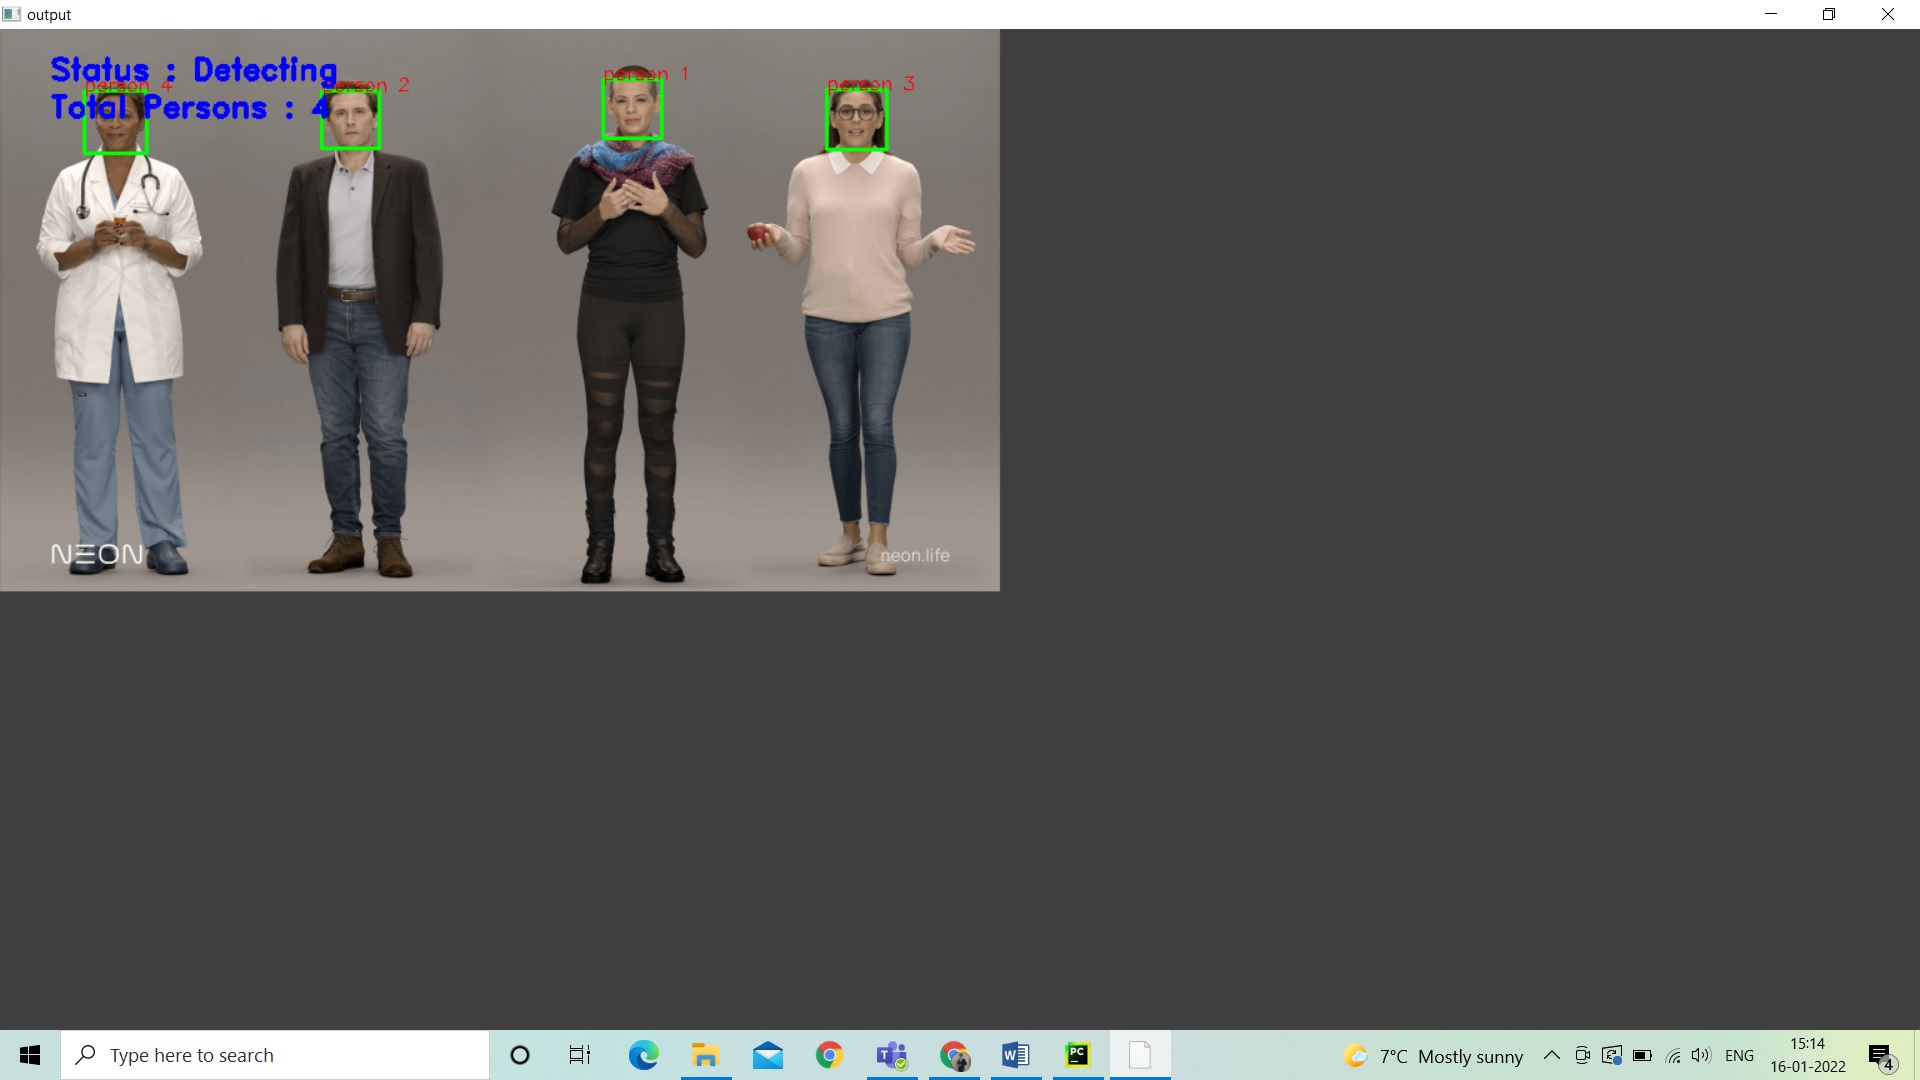 output
Status : Detecting
person 4
person 2
person 1
person 3
Total Persons : 4
NEON
neon.life
Type here to search
PC
7°C Mostly sunny
ENG
15:14
16-01-2022
4